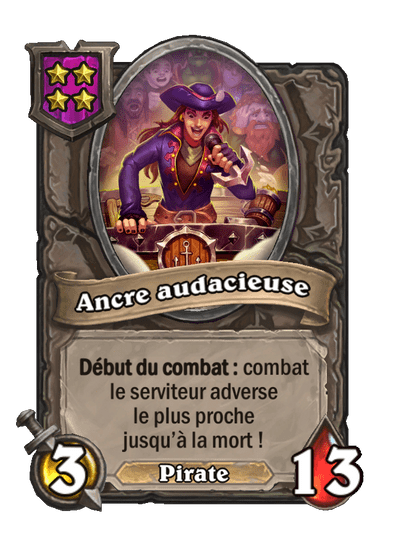 Ancre audacieuse
Début du combat : combat
le serviteur adverse
le plus proche
jusqu'à la mort !
3
Pirate
13